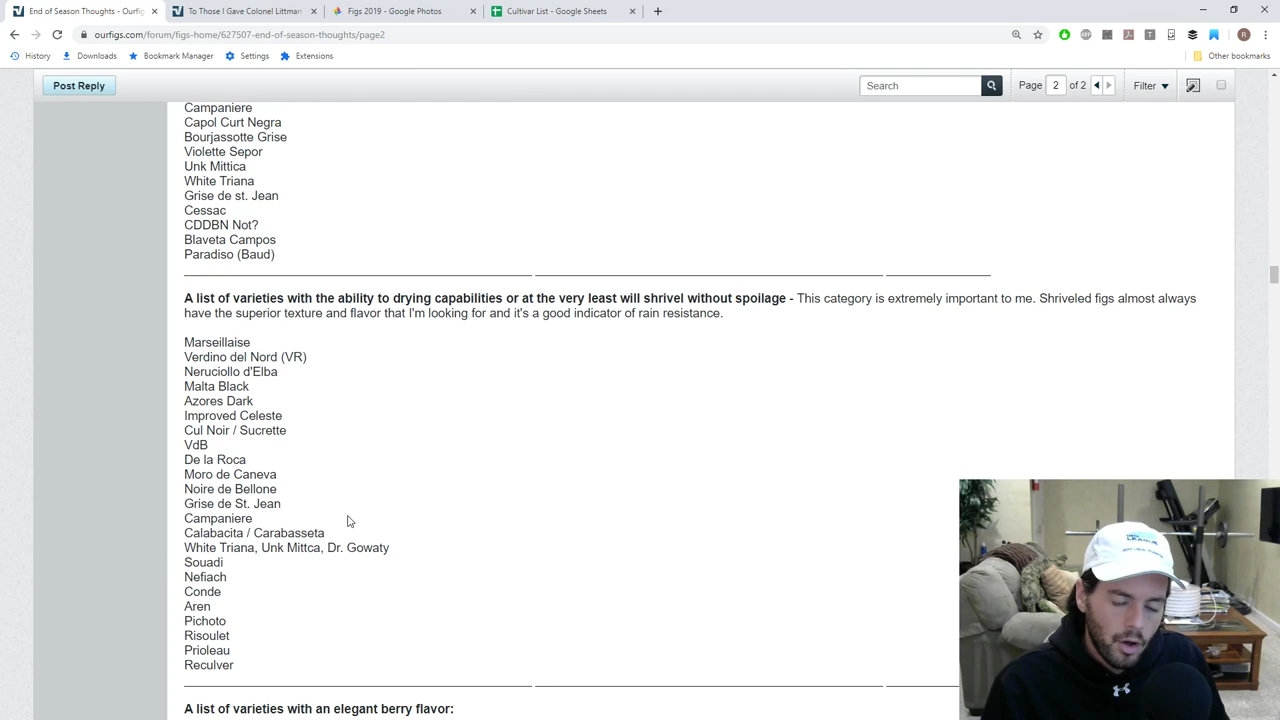 End of Season Thoughts - Ourfig
To Those I Gave Colonel Littman
Figs 2019 - Google Photos
Cultivar List - Google Sheets
ourfigs.com/forum/figs-home/627507-end-of-season-thoughts/page2
History
Downloads
Bookmark Manager
Settings
Extensions
Other bookmarks
Post Reply
Search
Page 2 of 2
Filter
Campaniere
Capol Curt Negra
Bourjassotte Grise
Violette Sepor
Unk Mittica
White Triana
Grise de st. Jean
Cessac
CDDBN Not?
Blaveta Campos
Paradiso (Baud)
A list of varieties with the ability to drying capabilities or at the very least will shrivel without spoilage - This category is extremely important to me. Shriveled figs almost always
have the superior texture and flavor that I'm looking for and it's a good indicator of rain resistance.
Marseillaise
Verdino del Nord (VR)
Neruciollo d'Elba
Malta Black
Azores Dark
Improved Celeste
Cul Noir / Sucrette
VdB
De la Roca
Moro de Caneva
Noire de Bellone
Grise de St. Jean
Campaniere
Calabacita / Carabasseta
White Triana, Unk Mittca, Dr. Gowaty
Souadi
Nefiach
Conde
Aren
Pichoto
Risoulet
Prioleau
Reculver
A list of varieties with an elegant berry flavor: